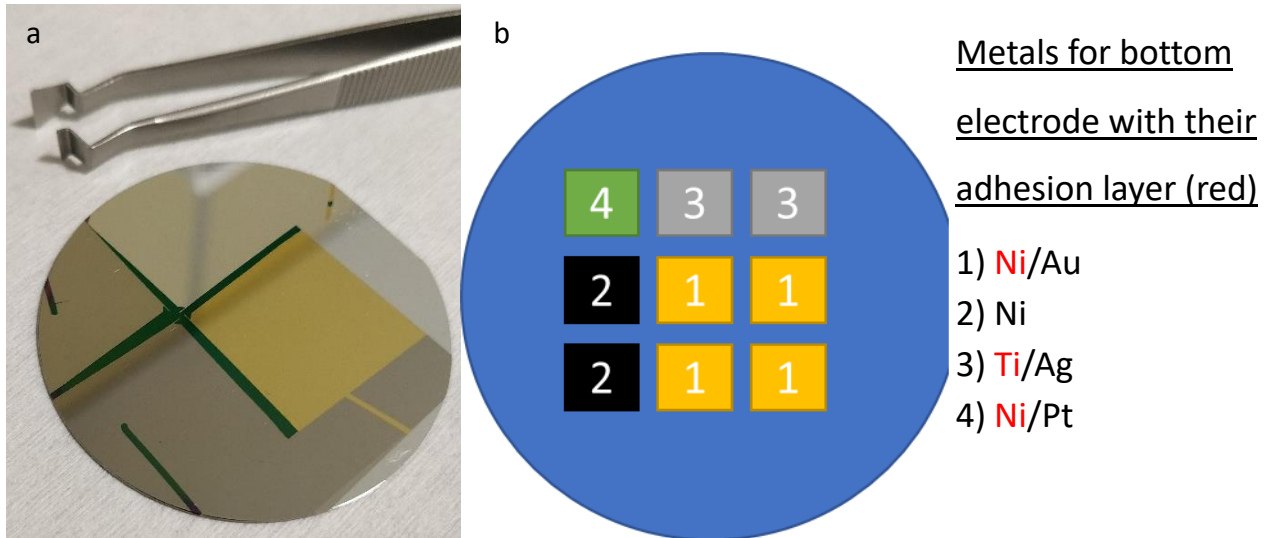 a
b
4 3 3
2 1 1
2 1 1
Metals for bottom
electrode with their
adhesion layer (red)
1) Ni/Au
2) Ni
3) Ti/Ag
4) Ni/Pt